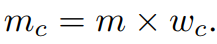 m_c = m × w_c.